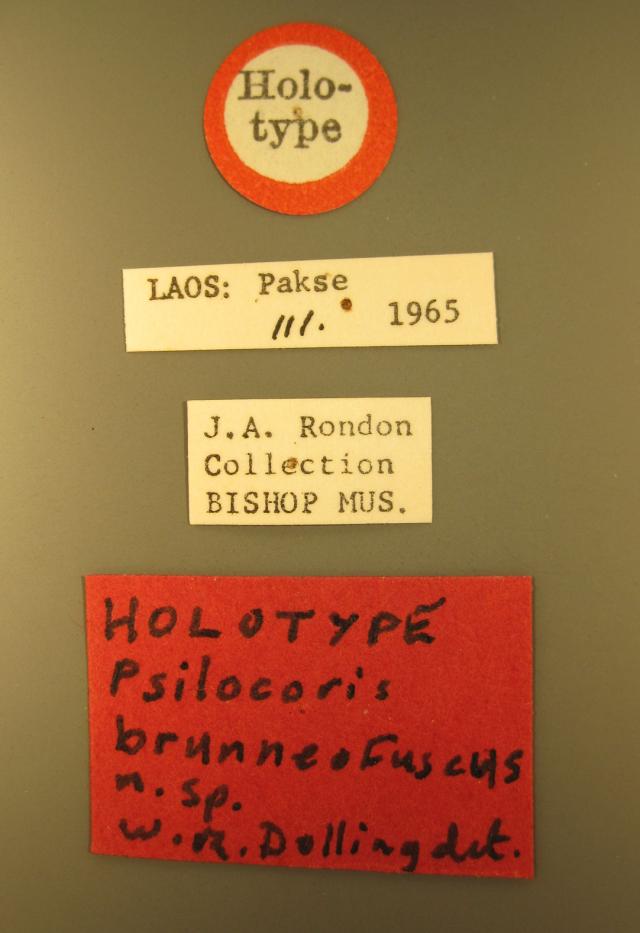 Holo-
type
LAOS: Pakse
III. 1965
J.A. Rondon
Collection
BISHOP MUS.
HOLOTYPE
Psilocoris
brunneofuscus
n. sp.
W.R. Dolling det.